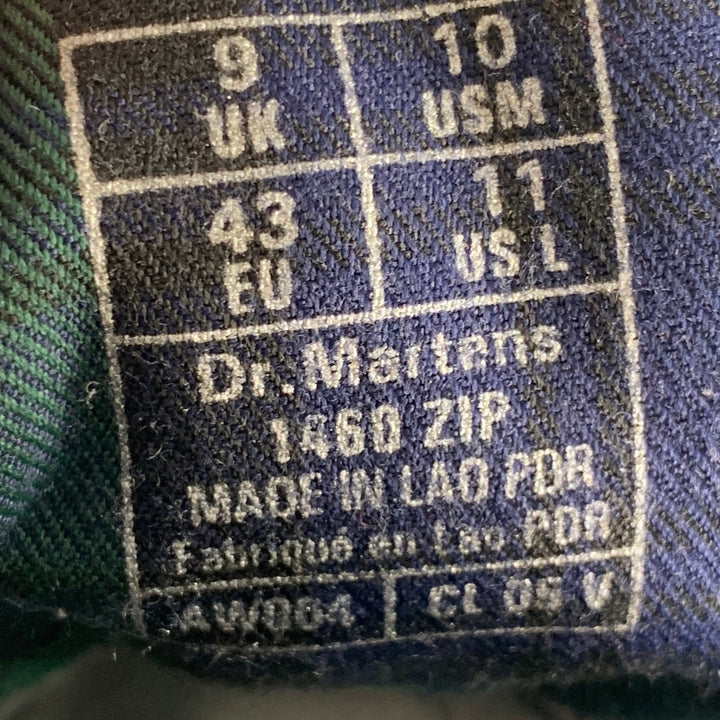 9
UK
10
USM
43
EU
11
US L
Dr. Martens
1460 ZIP
MADE IN LAO PDR
Fabriqué en Lao PDR
AW004
CL 05 V